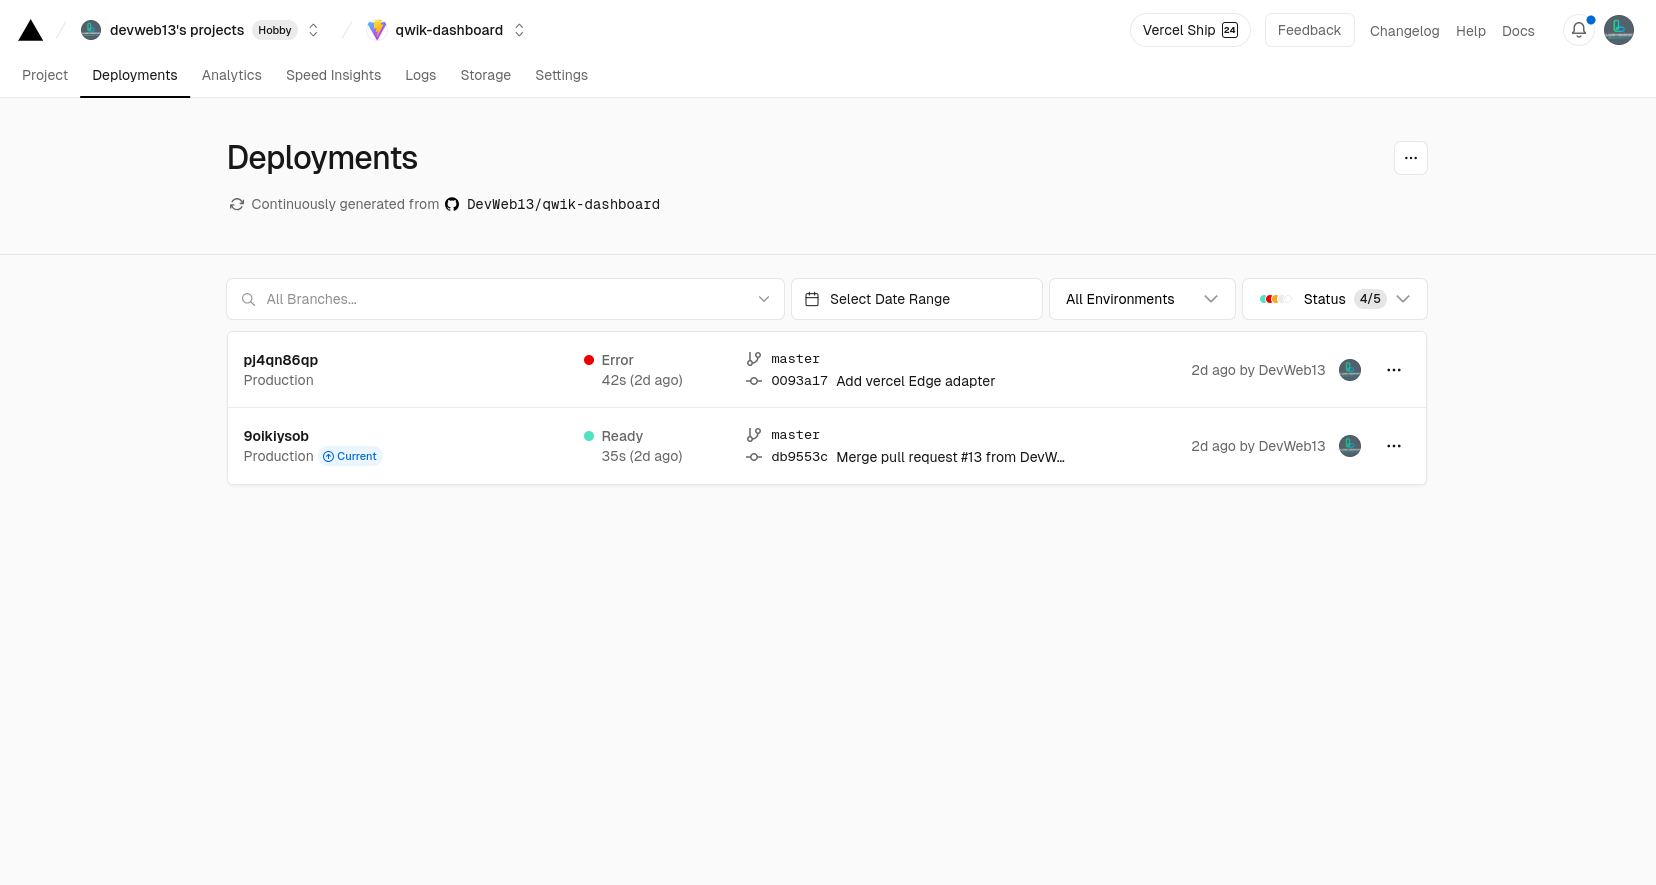 devweb13's projects Hobby qwik-dashboard Vercel Ship 24 Feedback Changelog Help Docs
Project Deployments Analytics Speed Insights Logs Storage Settings
Deployments
Continuously generated from DevWeb13/qwik-dashboard
All Branches... Select Date Range All Environments Status 4/5
pj4qn86qp Error master
Production 42s (2d ago) 0093a17 Add vercel Edge adapter 2d ago by DevWeb13
9oikiysob Ready master
Production Current 35s (2d ago) db9553c Merge pull request #13 from DevW... 2d ago by DevWeb13